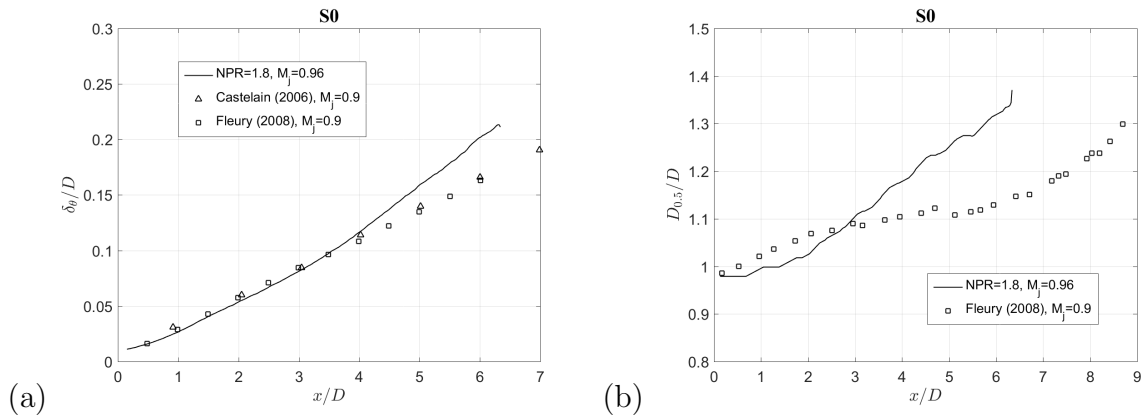 S0
0.3
0.25
0.2
0.15
0.1
0.05
0
δθ/D
NPR=1.8, Mj=0.96
Castelain (2006), Mj=0.9
Fleury (2008), Mj=0.9
0 1 2 3 4 5 6 7
x/D
(a)
S0
1.5
1.4
1.3
1.2
1.1
1
0.9
0.8
D0.5/D
NPR=1.8, Mj=0.96
Fleury (2008), Mj=0.9
0 1 2 3 4 5 6 7 8 9
x/D
(b)